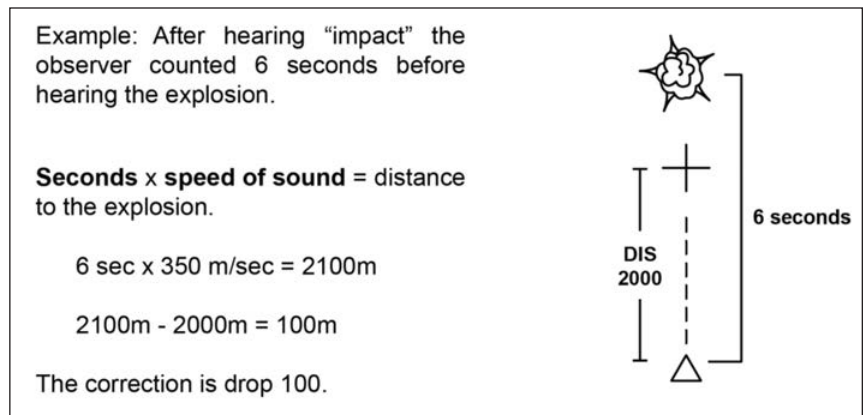 Example: After hearing “impact” the
observer counted 6 seconds before
hearing the explosion.
Seconds x speed of sound = distance
to the explosion.
6 sec x 350 m/sec = 2100m
2100m - 2000m = 100m
The correction is drop 100.
DIS
2000
6 seconds